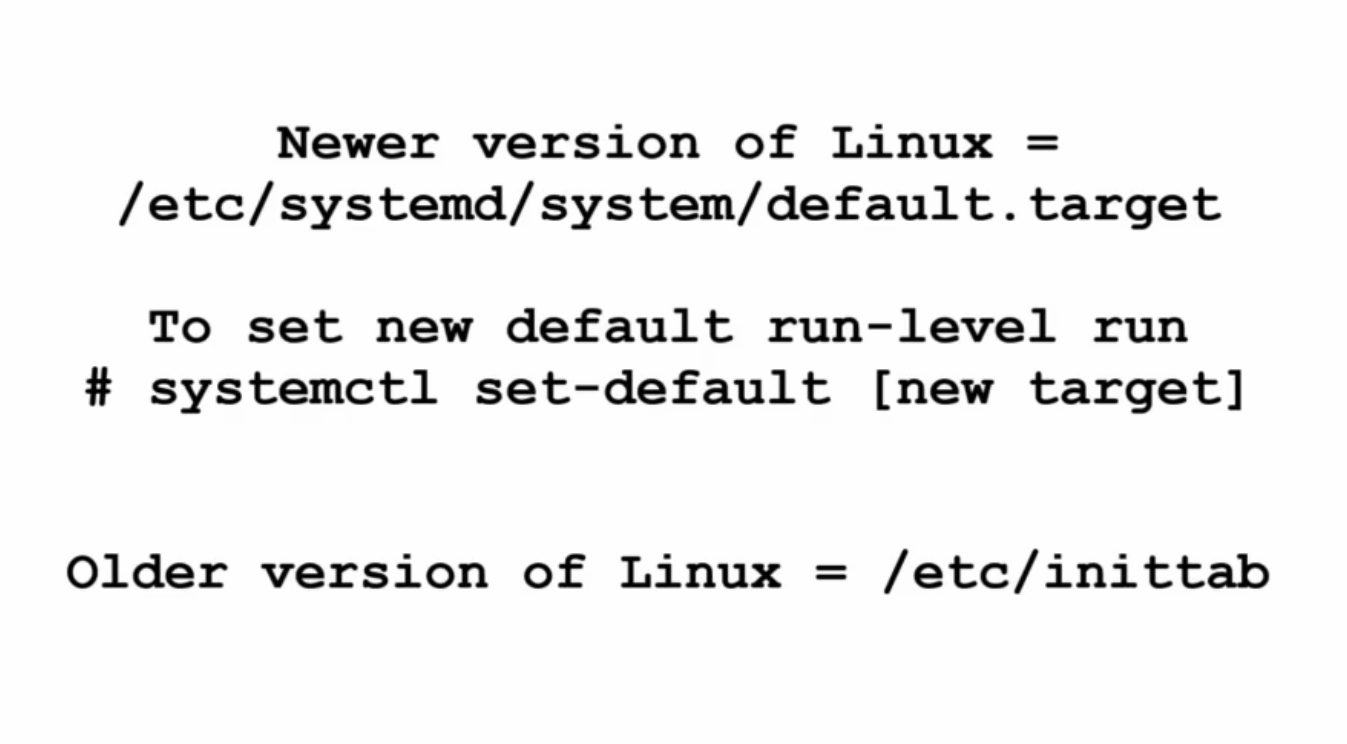 Newer version of Linux =
/etc/systemd/system/default.target
To set new default run-level run
# systemctl set-default [new target]
Older version of Linux = /etc/inittab